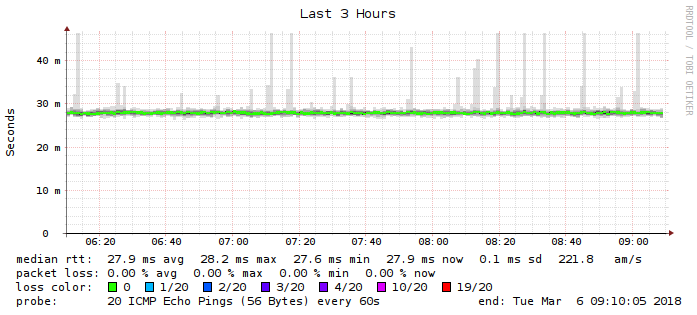 Last 3 Hours
RRDTOOL / TOBI OETIKER
Seconds
40 m
30 m
20 m
10 m
0
06:20 06:40 07:00 07:20 07:40 08:00 08:20 08:40 09:00
median rtt: 27.9 ms avg 28.2 ms max 27.6 ms min 27.9 ms now 0.1 ms sd 221.8 am/s
packet loss: 0.00 % avg 0.00 % max 0.00 % min 0.00 % now
loss color: 0 1/20 2/20 3/20 4/20 10/20 19/20
probe: 20 ICMP Echo Pings (56 Bytes) every 60s end: Tue Mar 6 09:10:05 2018